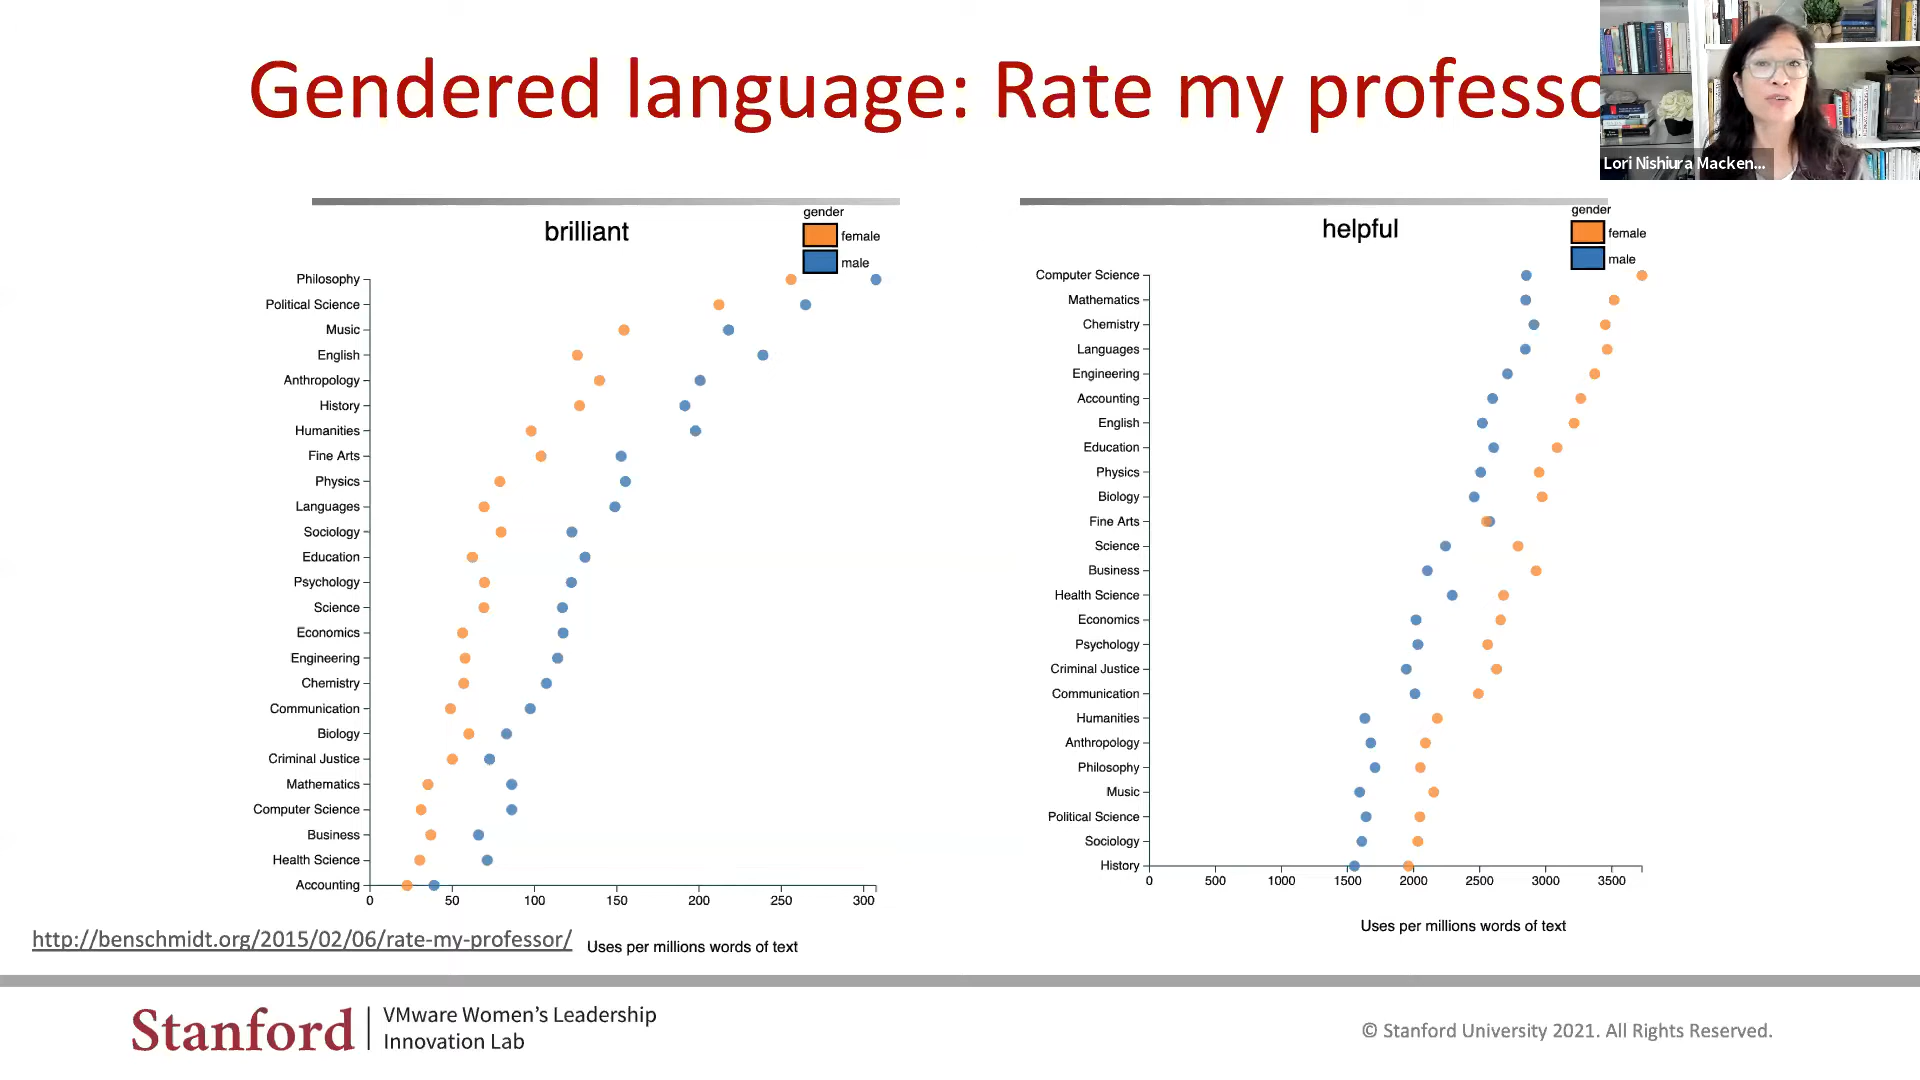 Gendered language: Rate my professo
Lori Nishiura Macken...
brilliant
gender
female
male
Philosophy
Political Science
Music
English
Anthropology
History
Humanities
Fine Arts
Physics
Languages
Sociology
Education
Psychology
Science
Economics
Engineering
Chemistry
Communication
Biology
Criminal Justice
Mathematics
Computer Science
Business
Health Science
Accounting
0 50 100 150 200 250 300
Uses per millions words of text
helpful
gender
female
male
Computer Science
Mathematics
Chemistry
Languages
Engineering
Accounting
English
Education
Physics
Biology
Fine Arts
Science
Business
Health Science
Economics
Psychology
Criminal Justice
Communication
Humanities
Anthropology
Philosophy
Music
Political Science
Sociology
History
0 500 1000 1500 2000 2500 3000 3500
Uses per millions words of text
http://benschmidt.org/2015/02/06/rate-my-professor/
Stanford
VMware Women’s Leadership
Innovation Lab
© Stanford University 2021. All Rights Reserved.